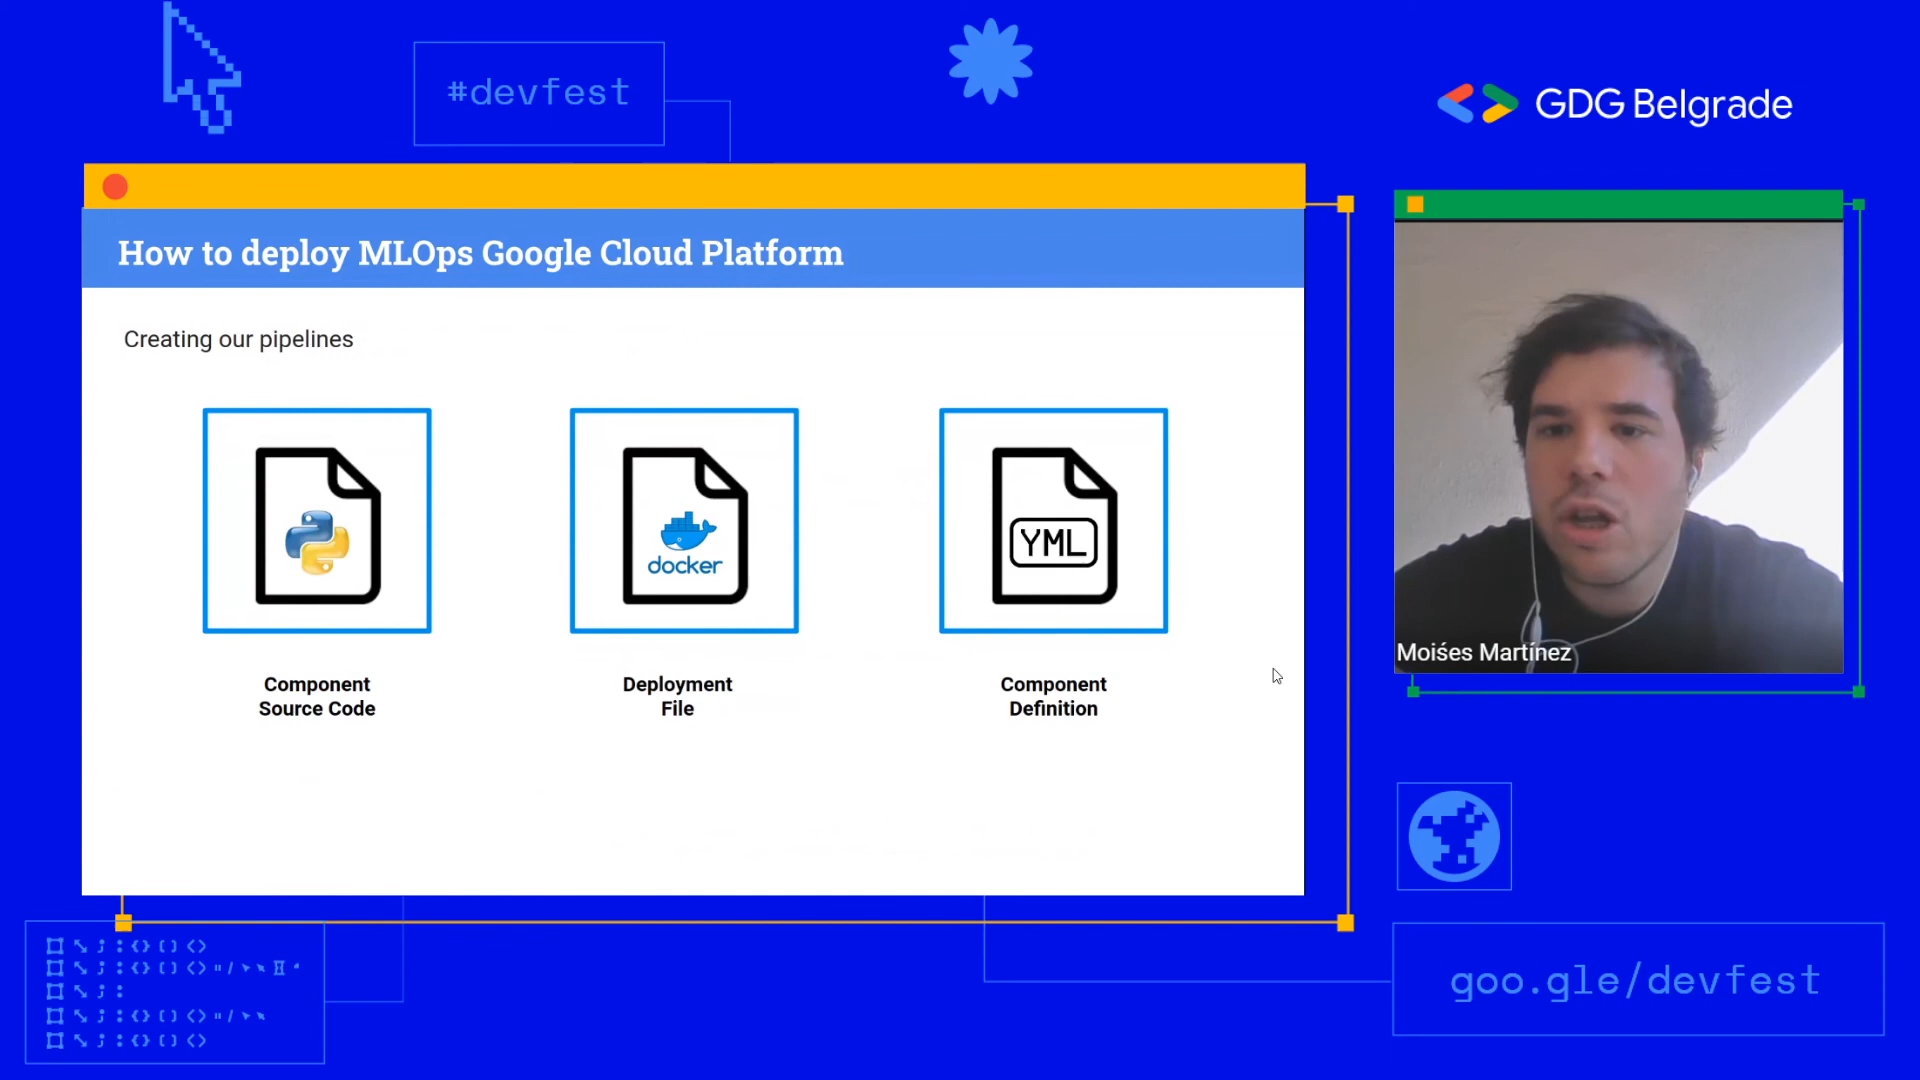 #devfest
GDG Belgrade
How to deploy MLOps Google Cloud Platform
Creating our pipelines
docker
YML
Component
Source Code
Deployment
File
Component
Definition
Moiśes Martínez
goo.gle/devfest